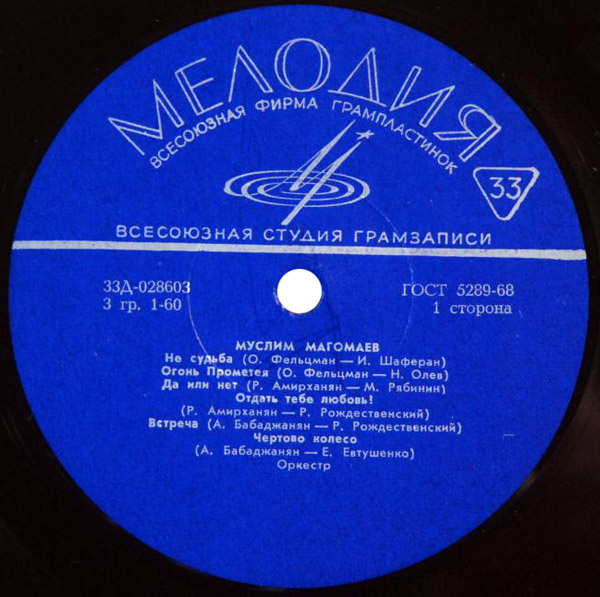 МЕЛОДИЯ
ВСЕСОЮЗНАЯ ФИРМА ГРАМПЛАСТИНОК
33
ВСЕСОЮЗНАЯ СТУДИЯ ГРАМЗАПИСИ
33Д-028603
ГОСТ 5289-68
3 гр. 1-60
1 сторона
МУСЛИМ МАГОМАЕВ
Не судьба (О. Фельцман — И. Шаферан)
Огонь Прометея (О. Фельцман — Н. Олев)
Да или нет (Р. Амирханян — М. Рябинин)
Отдать тебе любовь!
(Р. Амирханян — Р. Рождественский)
Встреча (А. Бабаджанян — Р. Рождественский)
Чертово колесо
(А. Бабаджанян — Е. Евтушенко)
Оркестр